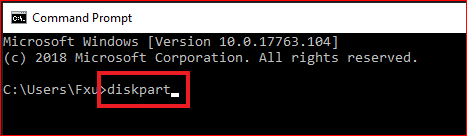 Command Prompt
Microsoft Windows [Version 10.0.17763.104]
(c) 2018 Microsoft Corporation. All rights reserved.
C:\Users\Fxu>diskpart